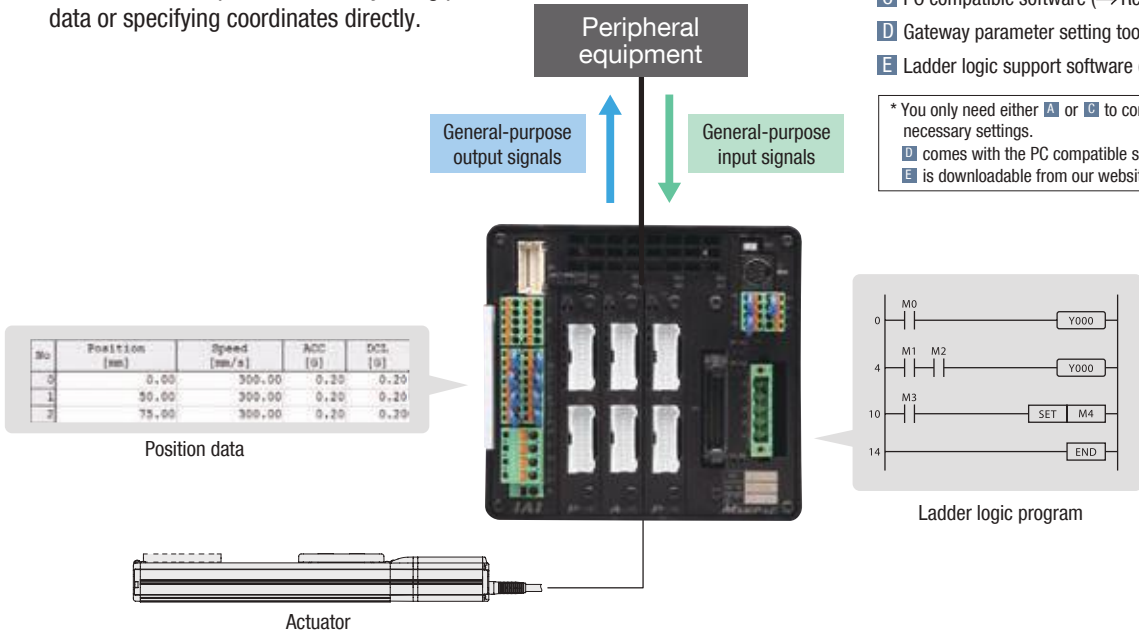 data or specifying coordinates directly.
Peripheral
equipment
General-purpose
output signals
General-purpose
input signals
C PC compatible software
D Gateway parameter setting
E Ladder logic support software
* You only need either A or C to
necessary settings.
D comes with the PC compatible
E is downloadable from our
No Position [mm] Speed [mm/s] ACC [G] DCL [G]
0 0.00 300.00 0.20 0.20
1 50.00 300.00 0.20 0.20
2 75.00 300.00 0.20 0.20
Position data
IAI
M0
0 Y000
M1 M2
4 Y000
M3
10 SET M4
14 END
Ladder logic program
Actuator